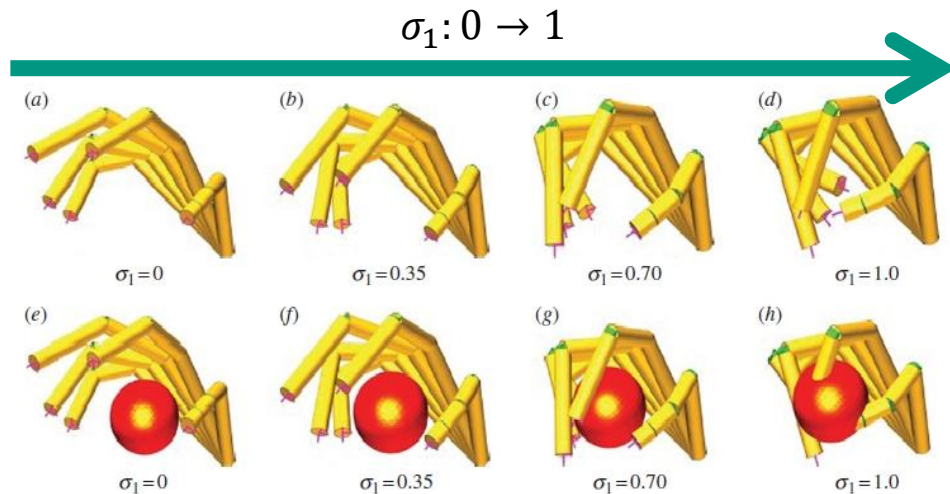 σ₁: 0 → 1
(a) (b) (c) (d)
σ₁=0 σ₁=0.35 σ₁=0.70 σ₁=1.0
(e) (f) (g) (h)
σ₁=0 σ₁=0.35 σ₁=0.70 σ₁=1.0